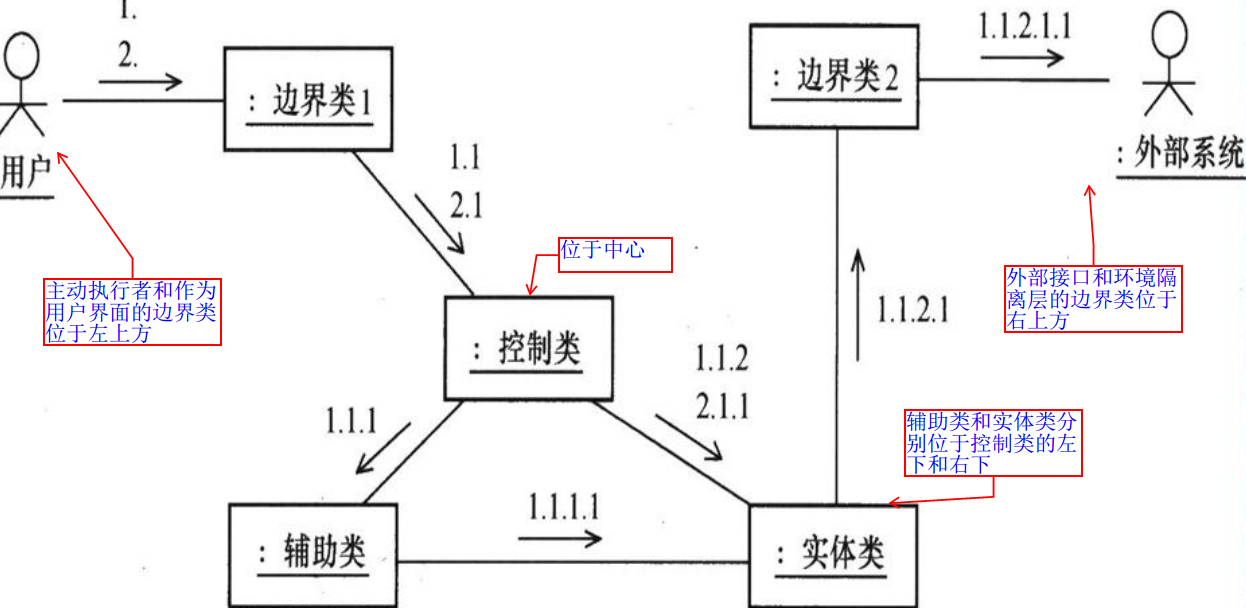 1.
2.
: 边界类1
用户
1.1
2.1
: 边界类2
1.1.2.1.1
: 外部系统
主动执行者和作为
用户界面的边界类
位于左上方
位于中心
外部接口和环境隔
离层的边界类位于
右上方
: 控制类
1.1.2.1
1.1.2
2.1.1
1.1.1
辅助类和实体类分
别位于控制类的左
下和右下
1.1.1.1
: 辅助类
: 实体类